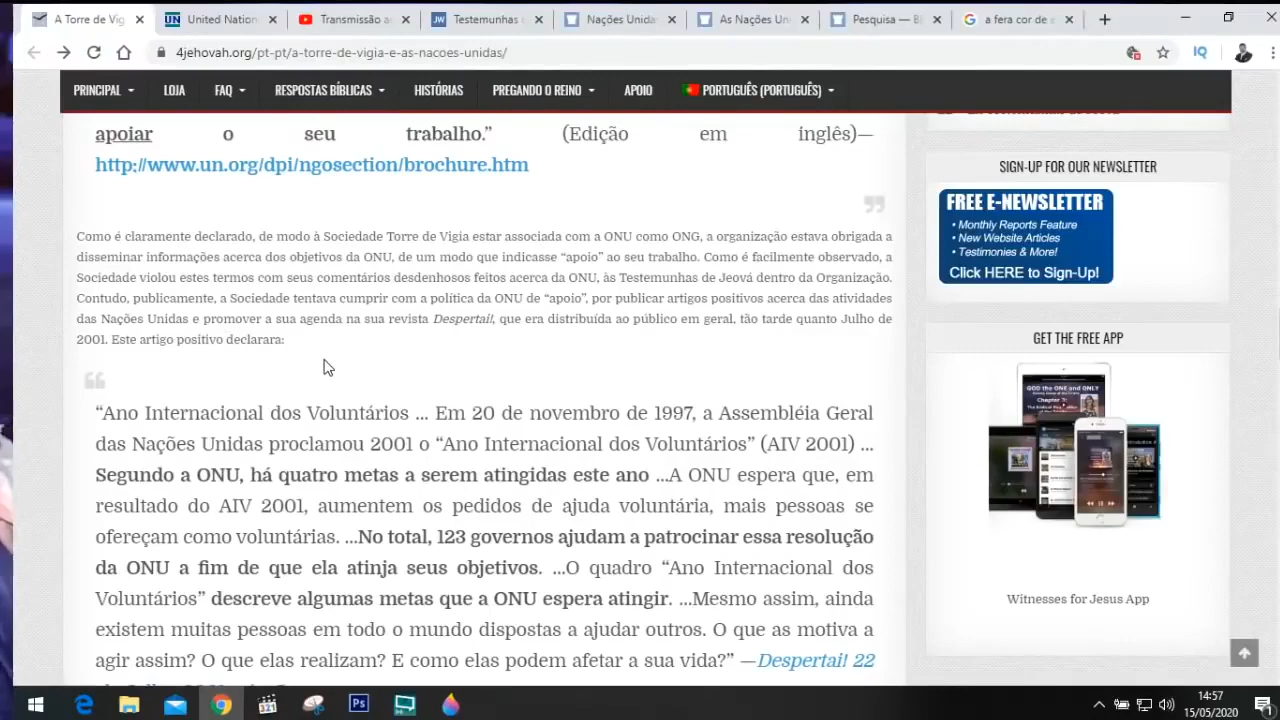 A Torre de Vig
United Nation
Transmissão a
Testemunhas
Nações Unida
As Nações Un
Pesquisa — B
a fera cor de
4jehovah.org/pt-pt/a-torre-de-vigia-e-as-nacoes-unidas/
PRINCIPAL
LOJA
FAQ
RESPOSTAS BÍBLICAS
HISTÓRIAS
PREGANDO O REINO
APOIO
PORTUGUÊS (PORTUGUÊS)
apoiar o seu trabalho.” (Edição em inglês)—
http://www.un.org/dpi/ngosection/brochure.htm
Como é claramente declarado, de modo à Sociedade Torre de Vigia estar associada com a ONU como ONG, a organização estava obrigada a
disseminar informações acerca dos objetivos da ONU, de um modo que indicasse “apoio” ao seu trabalho. Como é facilmente observado, a
Sociedade violou estes termos com seus comentários desdenhosos feitos acerca da ONU, às Testemunhas de Jeová dentro da Organização.
Contudo, publicamente, a Sociedade tentava cumprir com a política da ONU de “apoio”, por publicar artigos positivos acerca das atividades
das Nações Unidas e promover a sua agenda na sua revista Despertai!, que era distribuída ao público em geral, tão tarde quanto Julho de
2001. Este artigo positivo declarara:
“Ano Internacional dos Voluntários ... Em 20 de novembro de 1997, a Assembléia Geral
das Nações Unidas proclamou 2001 o “Ano Internacional dos Voluntários” (AIV 2001) ...
Segundo a ONU, há quatro metas a serem atingidas este ano ...A ONU espera que, em
resultado do AIV 2001, aumentem os pedidos de ajuda voluntária, mais pessoas se
ofereçam como voluntárias. ...No total, 123 governos ajudam a patrocinar essa resolução
da ONU a fim de que ela atinja seus objetivos. ...O quadro “Ano Internacional dos
Voluntários” descreve algumas metas que a ONU espera atingir. ...Mesmo assim, ainda
existem muitas pessoas em todo o mundo dispostas a ajudar outros. O que as motiva a
agir assim? O que elas realizam? E como elas podem afetar a sua vida?” —Despertai! 22
SIGN-UP FOR OUR NEWSLETTER
FREE E-NEWSLETTER
• Monthly Reports Feature
• New Website Articles
• Testimonies & More!
Click HERE to Sign-Up!
GET THE FREE APP
GOD THE ONE AND ONLY
Chapter 7:
Witnesses for Jesus App
14:57
15/05/2020